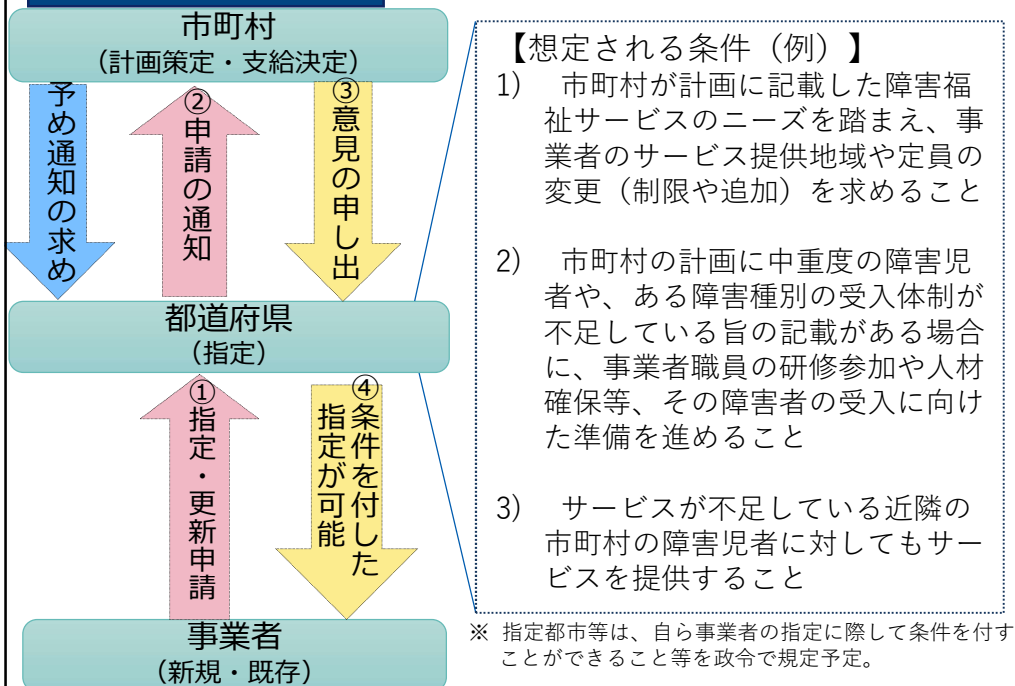 市町村
(計画策定・支給決定)
予め通知の求め
②申請の通知
③意見の申し出
都道府県
(指定)
①指定・更新申請
④条件を付した
指定が可能
事業者
(新規・既存)
【想定される条件（例）】
1)　市町村が計画に記載した障害福
祉サービスのニーズを踏まえ、事
業者のサービス提供地域や定員の
変更（制限や追加）を求めること
2)　市町村の計画に中重度の障害児
者や、ある障害種別の受入体制が
不足している旨の記載がある場合
に、事業者職員の研修参加や人材
確保等、その障害者の受入に向け
た準備を進めること
3)　サービスが不足している近隣の
市町村の障害児者に対してもサー
ビスを提供すること
※ 指定都市等は、自ら事業者の指定に際して条件を付す
ことができること等を政令で規定予定。